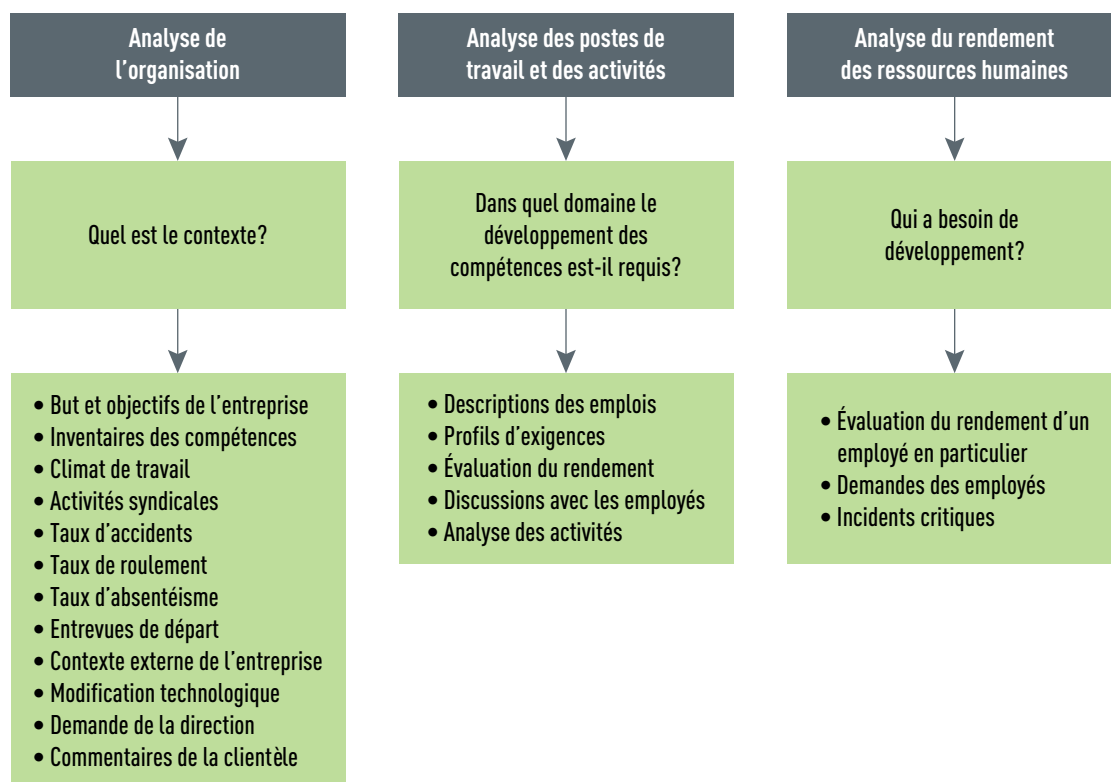 Analyse de
l'organisation
Quel est le contexte?
• But et objectifs de l'entreprise
• Inventaires des compétences
• Climat de travail
• Activités syndicales
• Taux d'accidents
• Taux de roulement
• Taux d'absentéisme
• Entrevues de départ
• Contexte externe de l'entreprise
• Modification technologique
• Demande de la direction
• Commentaires de la clientèle
Analyse des postes de
travail et des activités
Dans quel domaine le
développement des
compétences est-il requis?
• Descriptions des emplois
• Profils d'exigences
• Évaluation du rendement
• Discussions avec les employés
• Analyse des activités
Analyse du rendement
des ressources humaines
Qui a besoin de
développement?
• Évaluation du rendement d'un
employé en particulier
• Demandes des employés
• Incidents critiques